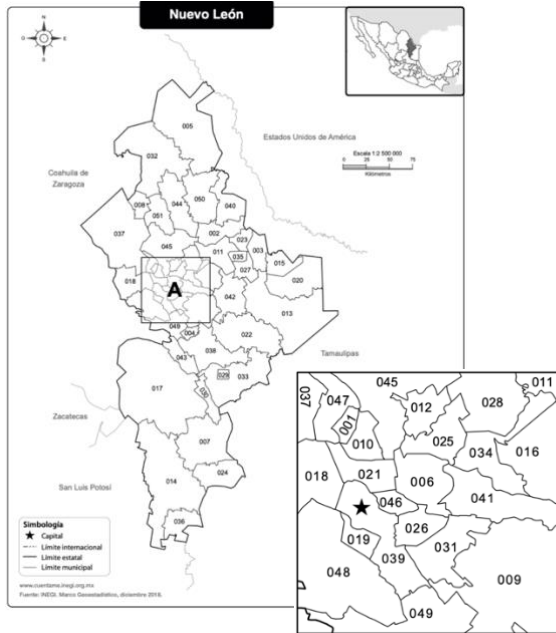 Nuevo León
O
E
S
005
Estados Unidos de América
032
Escala 1:2 500 000
0 25 50 75
Kilómetros
Coahuila de
Zaragoza
008
044
050
040
051
002
037
023
045
011
003
035
015
027
018
A
020
042
013
049
004
022
038
Tamaulipas
043
029
033
017
Zacatecas
007
024
014
San Luis Potosí
036
Simbología
Capital
Límite internacional
Límite estatal
Límite municipal
www.cuentame.inegi.org.mx
Fuente: INEGI. Marco Geoestadístico, diciembre 2018.
045
011
037
047
012
028
001
010
025
034
016
018
021
006
041
046
026
019
031
048
039
009
049